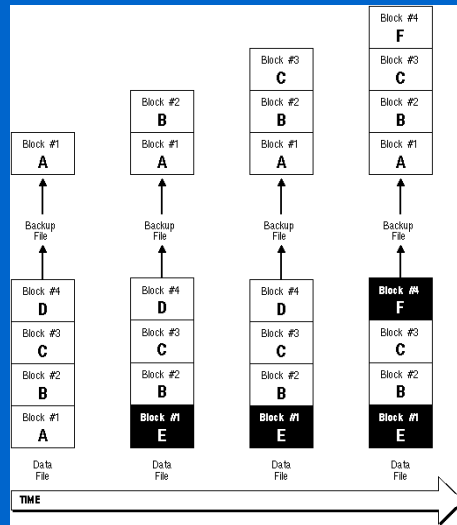 Block #4
F
Block #3
C
Block #3
C
Block #2
B
Block #2
B
Block #2
B
Block #1
A
Block #1
A
Block #1
A
Block #1
A
Backup
File
Backup
File
Backup
File
Backup
File
Block #4
D
Block #4
D
Block #4
D
Block #4
F
Block #3
C
Block #3
C
Block #3
C
Block #3
C
Block #2
B
Block #2
B
Block #2
B
Block #2
B
Block #1
A
Block #1
E
Block #1
E
Block #1
E
Data
File
Data
File
Data
File
Data
File
TIME